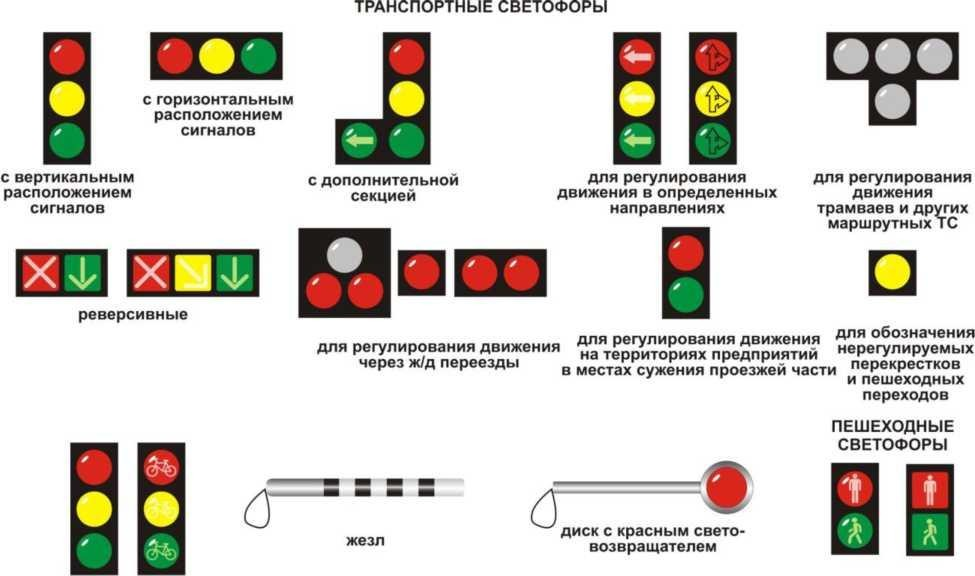 ТРАНСПОРТНЫЕ СВЕТОФОРЫ
с вертикальным
расположением
сигналов
с горизонтальным
расположением
сигналов
с дополнительной
секцией
для регулирования
движения в определенных
направлениях
для регулирования
движения
трамваев и других
маршрутных ТС
реверсивные
для регулирования движения
через ж/д переезды
для регулирования движения
на территориях предприятий
в местах сужения проезжей части
для обозначения
нерегулируемых
перекрестков
и пешеходных
переходов
жезл
диск с красным свето-
возвращателем
ПЕШЕХОДНЫЕ
СВЕТОФОРЫ